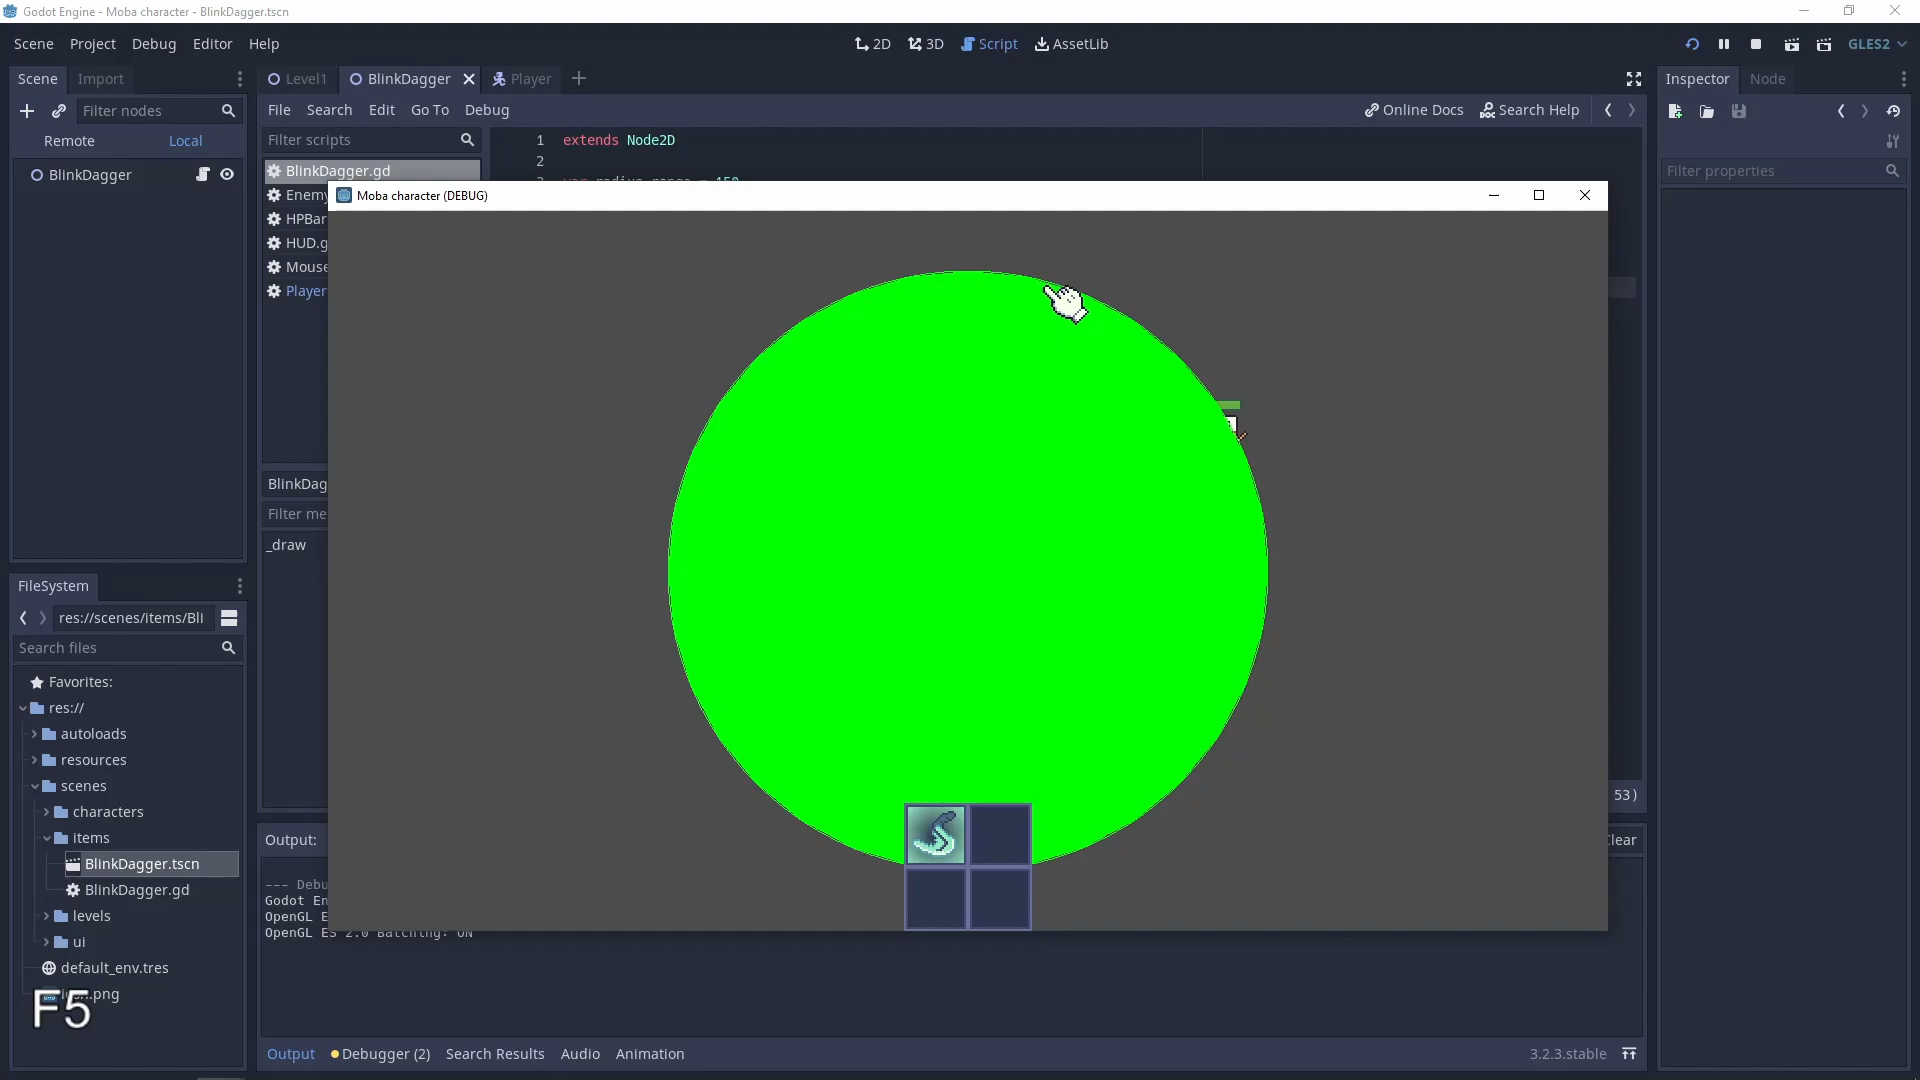 Godot Engine - Moba character - BlinkDagger.tscn
Scene Project Debug Editor Help
2D 3D Script AssetLib
GLES2
Scene Import
Level1 BlinkDagger Player
Inspector Node
Filter nodes
File Search Edit Go To Debug
Online Docs Search Help
Remote Local
Filter scripts
1 extends Node2D
2
BlinkDagger
BlinkDagger.gd
Filter properties
Enemy
HPBar
HUD.g
Mouse
Player
Moba character (DEBUG)
BlinkDag
Filter me
_draw
FileSystem
res://scenes/items/Bli
Search files
Favorites:
res://
autoloads
resources
scenes
characters
items
BlinkDagger.tscn
BlinkDagger.gd
levels
ui
default_env.tres
F5
53)
Output:
Clear
--- Debu
Godot En
OpenGL E
OpenGL ES 2.0 Batching: ON
Output Debugger (2) Search Results Audio Animation
3.2.3.stable